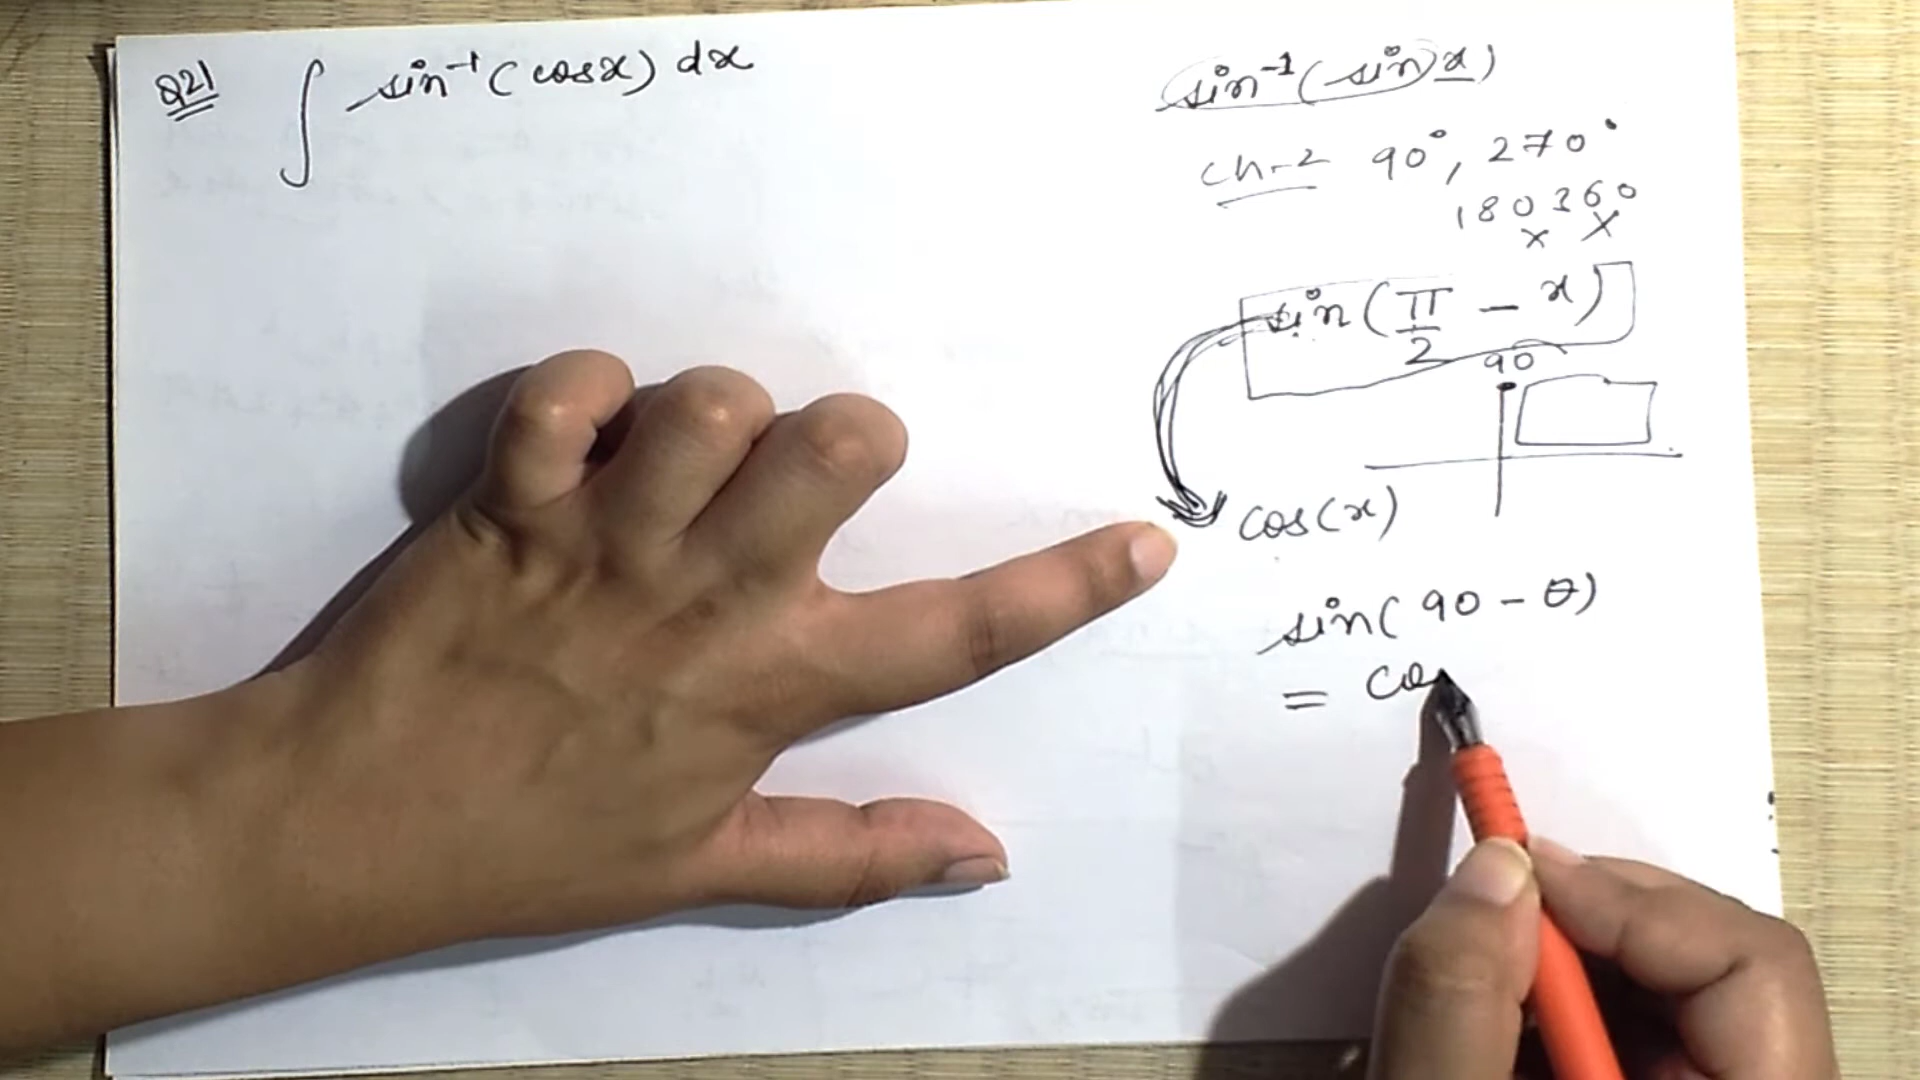 Q21 ∫ sin⁻¹(cosx) dx
sin⁻¹(sin x)
Ch-2 90°, 270°
180 360
× ×
sin(π/2 - x)
90
cos(x)
sin(90 - θ)
= cos